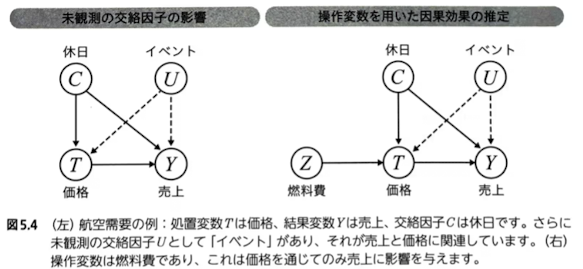 未観測の交絡因子の影響
操作変数を用いた因果効果の推定
休日
イベント
C
U
T
Y
価格
売上
休日
イベント
C
U
Z
T
Y
燃料費
価格
売上
図5.4 (左) 航空需要の例：処置変数Tは価格、結果変数Yは売上、交絡因子Cは休日です。さらに
未観測の交絡因子Uとして「イベント」があり、それが売上と価格に関連しています。(右)
操作変数は燃料費であり、これは価格を通じてのみ売上に影響を与えます。